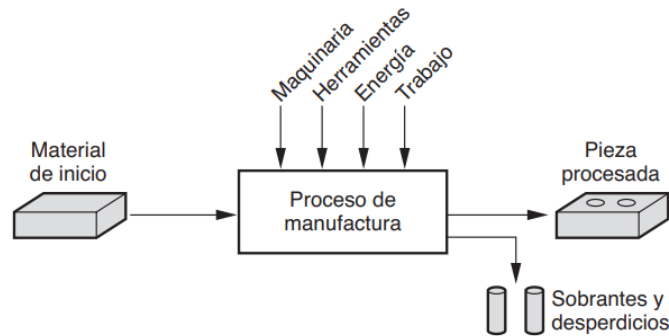 Maquinaria
Herramientas
Energía
Trabajo
Material
de inicio
Proceso de
manufactura
Pieza
procesada
Sobrantes y
desperdicios